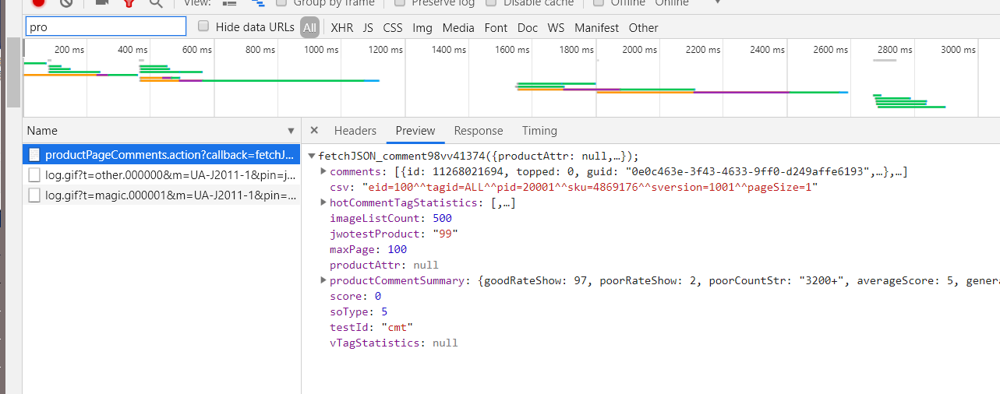 View: Group by frame Preserve log Disable cache Offline Online
pro Hide data URLs All XHR JS CSS Img Media Font Doc WS Manifest Other
200 ms 400 ms 600 ms 800 ms 1000 ms 1200 ms 1400 ms 1600 ms 1800 ms 2000 ms 2200 ms 2400 ms 2600 ms 2800 ms 3000 ms
Name
Headers Preview Response Timing
productPageComments.action?callback=fetchJ...
log.gif?t=other.000000&m=UA-J2011-1&pin=j...
log.gif?t=magic.000001&m=UA-J2011-1&pin=...
fetchJSON_comment98vv41374({productAttr: null,…});
comments: [{id: 11268021694, topped: 0, guid: "0e0c463e-3f43-4633-9ff0-d249affe6193",…},…]
csv: "eid=100^^tagid=ALL^^pid=20001^^sku=4869176^^sversion=1001^^pageSize=1"
hotCommentTagStatistics: [,…]
imageListCount: 500
jwotestProduct: "99"
maxPage: 100
productAttr: null
productCommentSummary: {goodRateShow: 97, poorRateShow: 2, poorCountStr: "3200+", averageScore: 5, genera
score: 0
soType: 5
testId: "cmt"
vTagStatistics: null